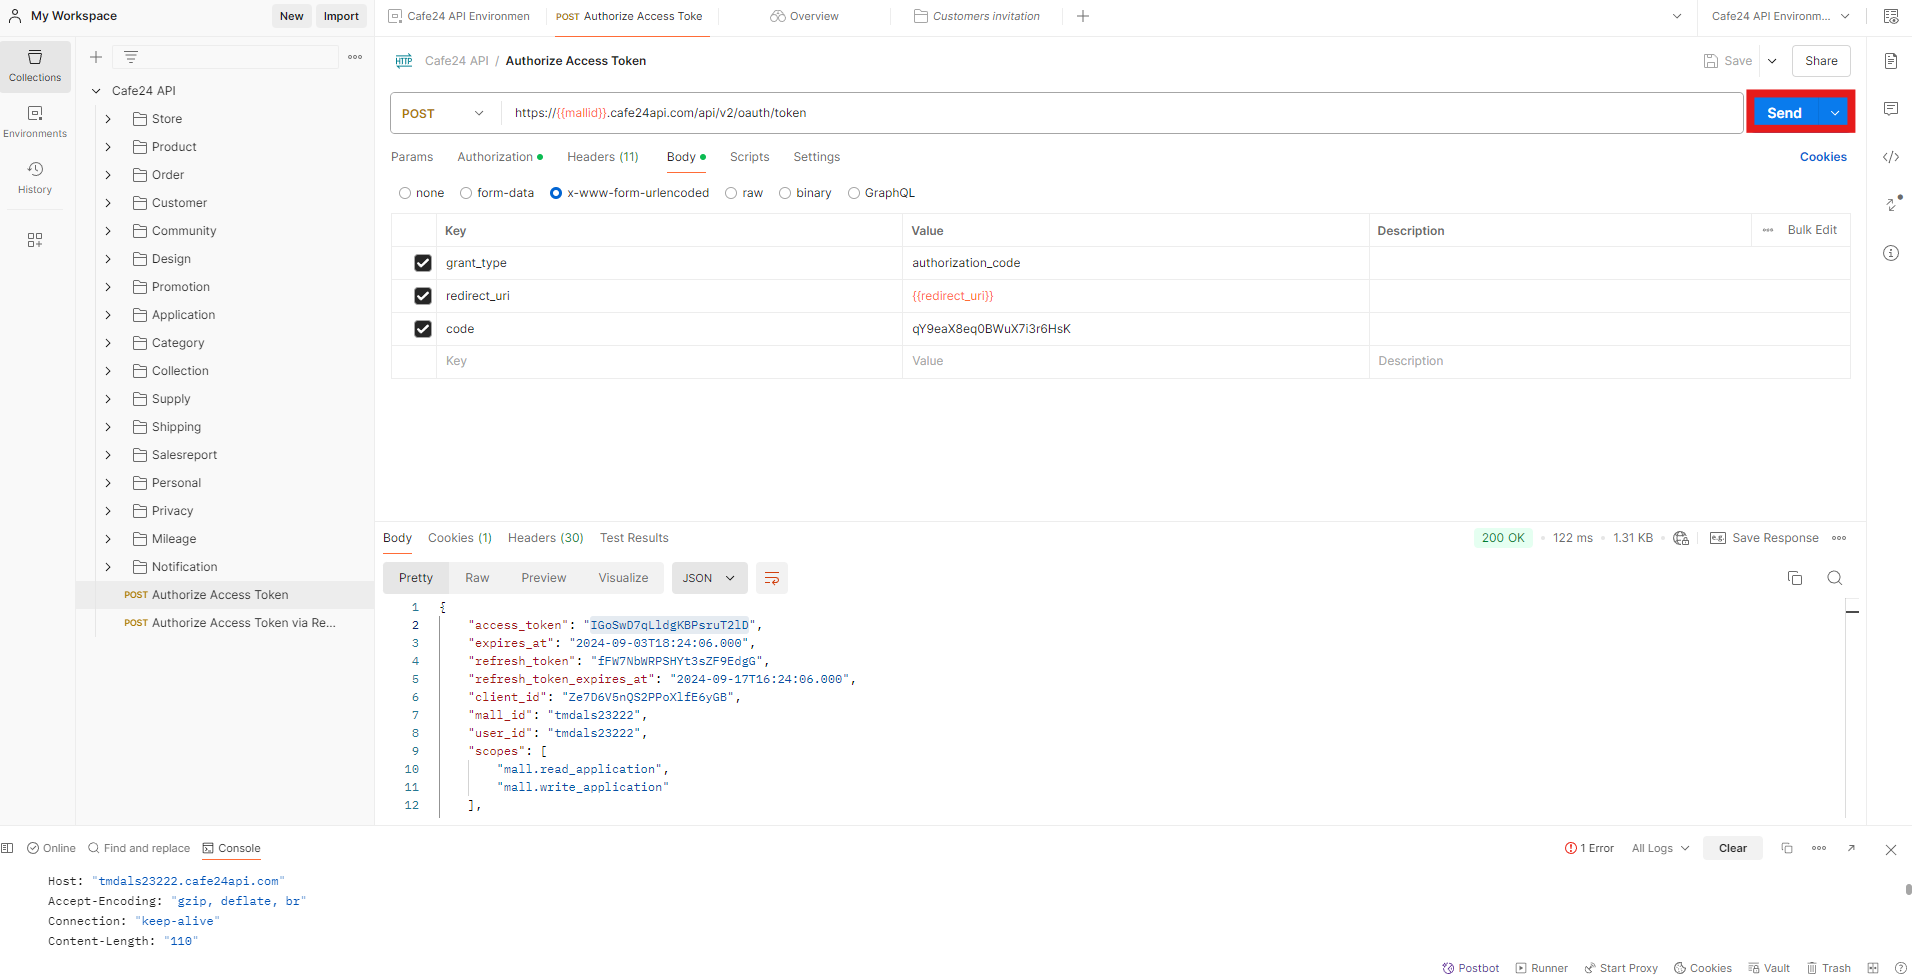 My Workspace
New
Import
Cafe24 API Environmen
POST Authorize Access Toke
Overview
Customers invitation
Cafe24 API Environm...
Collections
Environments
History
Cafe24 API
Store
Product
Order
Customer
Community
Design
Promotion
Application
Category
Collection
Supply
Shipping
Salesreport
Personal
Privacy
Mileage
Notification
POST Authorize Access Token
POST Authorize Access Token via Re...
HTTP Cafe24 API / Authorize Access Token
Save
Share
POST
https://{{mallid}}.cafe24api.com/api/v2/oauth/token
Send
Params
Authorization
Headers (11)
Body
Scripts
Settings
Cookies
none
form-data
x-www-form-urlencoded
raw
binary
GraphQL
Key Value Description Bulk Edit
grant_type authorization_code
redirect_uri {{redirect_uri}}
code qY9eaX8eq0BWuX7i3r6HsK
Key Value Description
Body
Cookies (1)
Headers (30)
Test Results
200 OK
122 ms
1.31 KB
e.g. Save Response
Pretty
Raw
Preview
Visualize
JSON
1 {
2 "access_token": "IGoSwD7qLldgKBPsruT2lD",
3 "expires_at": "2024-09-03T18:24:06.000",
4 "refresh_token": "fFW7NbWRPSHYt3sZF9EdgG",
5 "refresh_token_expires_at": "2024-09-17T16:24:06.000",
6 "client_id": "Ze7D6V5nQS2PPoXlfE6yGB",
7 "mall_id": "tmdals23222",
8 "user_id": "tmdals23222",
9 "scopes": [
10 "mall.read_application",
11 "mall.write_application"
12 ],
Online
Find and replace
Console
1 Error
All Logs
Clear
Host: "tmdals23222.cafe24api.com"
Accept-Encoding: "gzip, deflate, br"
Connection: "keep-alive"
Content-Length: "110"
Postbot
Runner
Start Proxy
Cookies
Vault
Trash